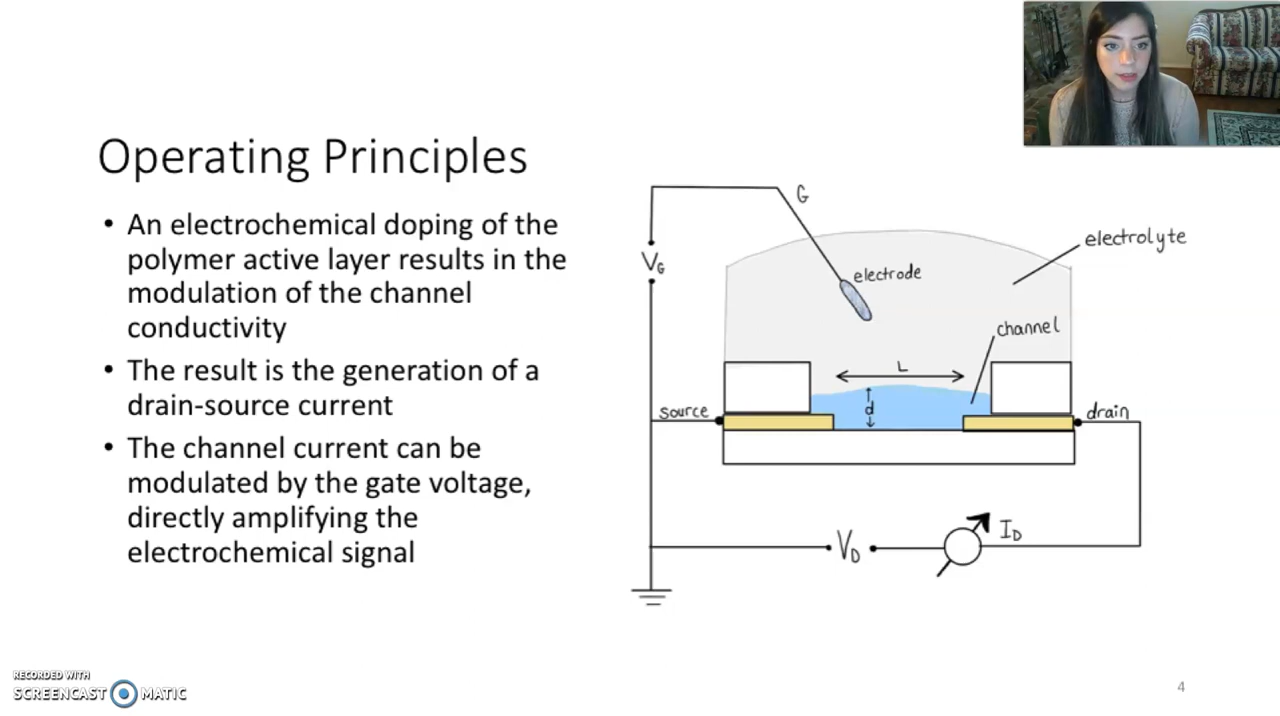 Operating Principles
• An electrochemical doping of the
polymer active layer results in the
modulation of the channel
conductivity
• The result is the generation of a
drain-source current
• The channel current can be
modulated by the gate voltage,
directly amplifying the
electrochemical signal
G
electrolyte
V_G
electrode
channel
L
d
source
drain
V_D
I_D
RECORDED WITH
SCREENCAST MATIC
4